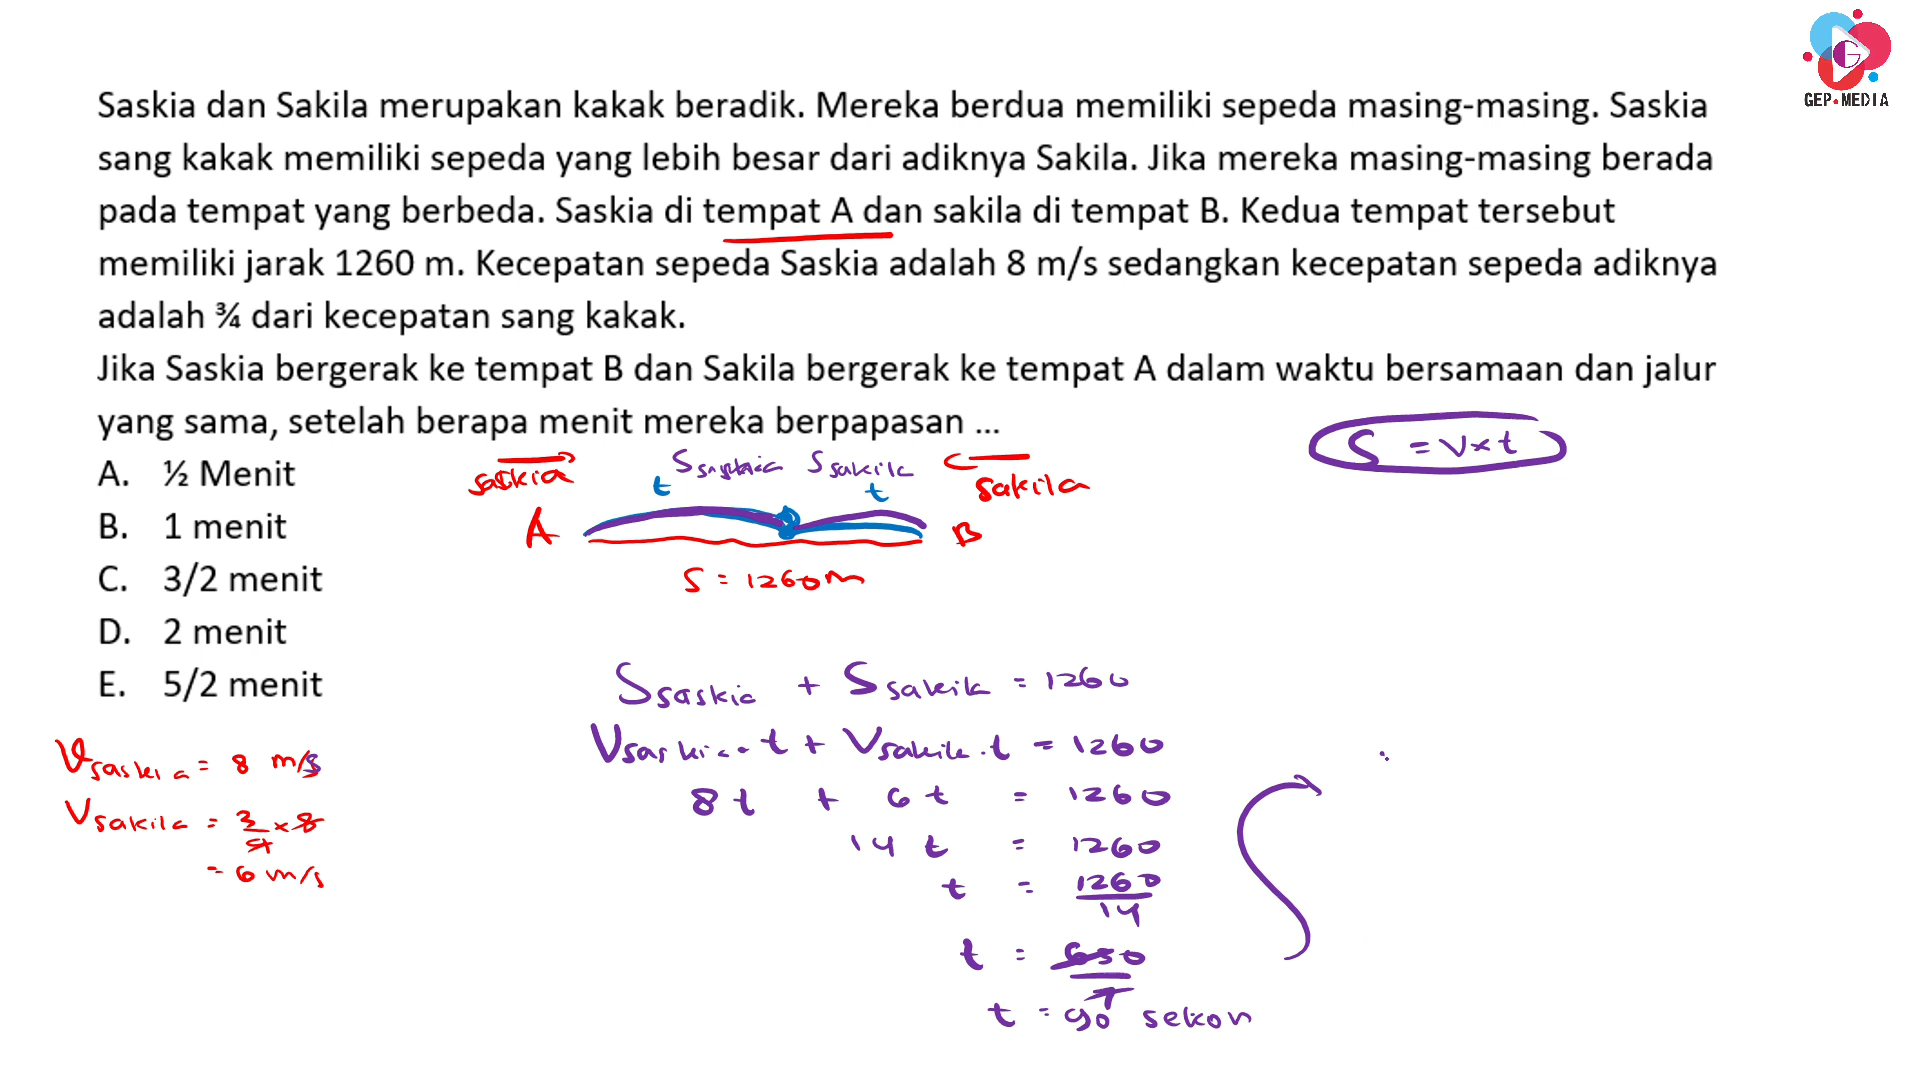 GEP•MEDIA
Saskia dan Sakila merupakan kakak beradik. Mereka berdua memiliki sepeda masing-masing. Saskia
sang kakak memiliki sepeda yang lebih besar dari adiknya Sakila. Jika mereka masing-masing berada
pada tempat yang berbeda. Saskia di tempat A dan sakila di tempat B. Kedua tempat tersebut
memiliki jarak 1260 m. Kecepatan sepeda Saskia adalah 8 m/s sedangkan kecepatan sepeda adiknya
adalah ¾ dari kecepatan sang kakak.
Jika Saskia bergerak ke tempat B dan Sakila bergerak ke tempat A dalam waktu bersamaan dan jalur
yang sama, setelah berapa menit mereka berpapasan ...
A. ½ Menit
B. 1 menit
C. 3/2 menit
D. 2 menit
E. 5/2 menit
S = v × t
saskia S saskia S sakila sakila
t t
A B
S = 1260 m
S saskia + S sakila = 1260
V saskia . t + V sakila . t = 1260
8t + 6t = 1260
14 t = 1260
t = 1260/14
t = 630/7
t = 90 sekon
V saskia = 8 m/s
V sakila = 3/4 × 8
= 6 m/s